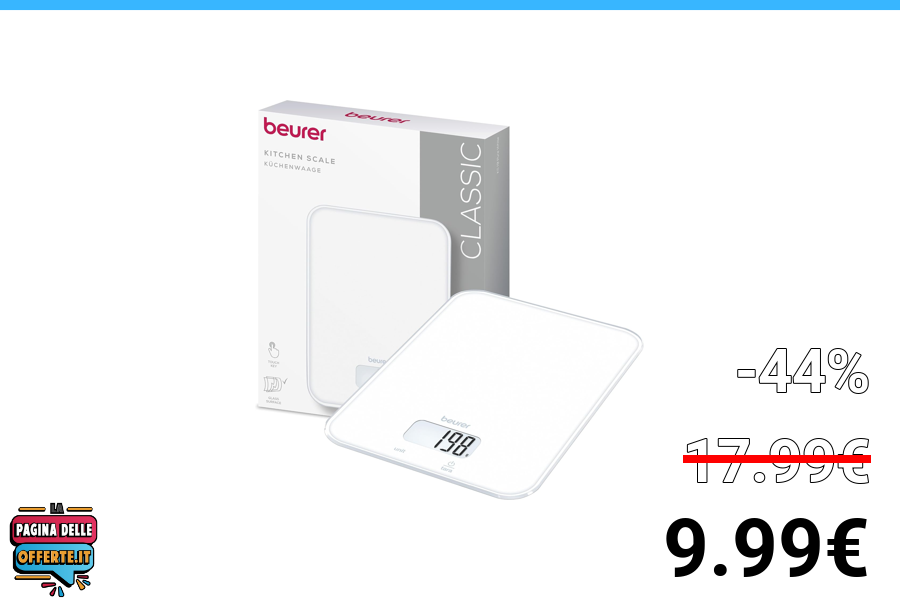 beurer
beurer
KITCHEN SCALE
KÜCHENWAAGE
CLASSIC
beurer
198.
-44%
17.99€
9.99€
LA
PAGINA DELLE
OFFERTE.IT